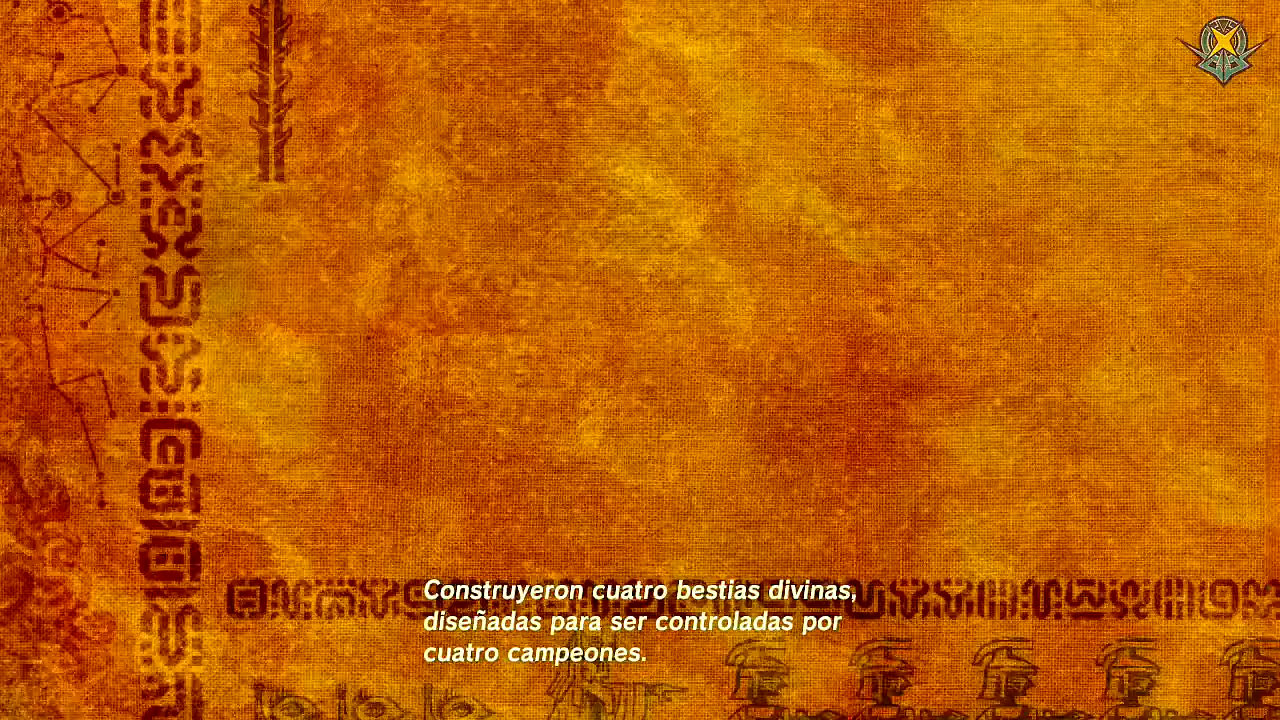 Construyeron cuatro bestias divinas,
diseñadas para ser controladas por
cuatro campeones.